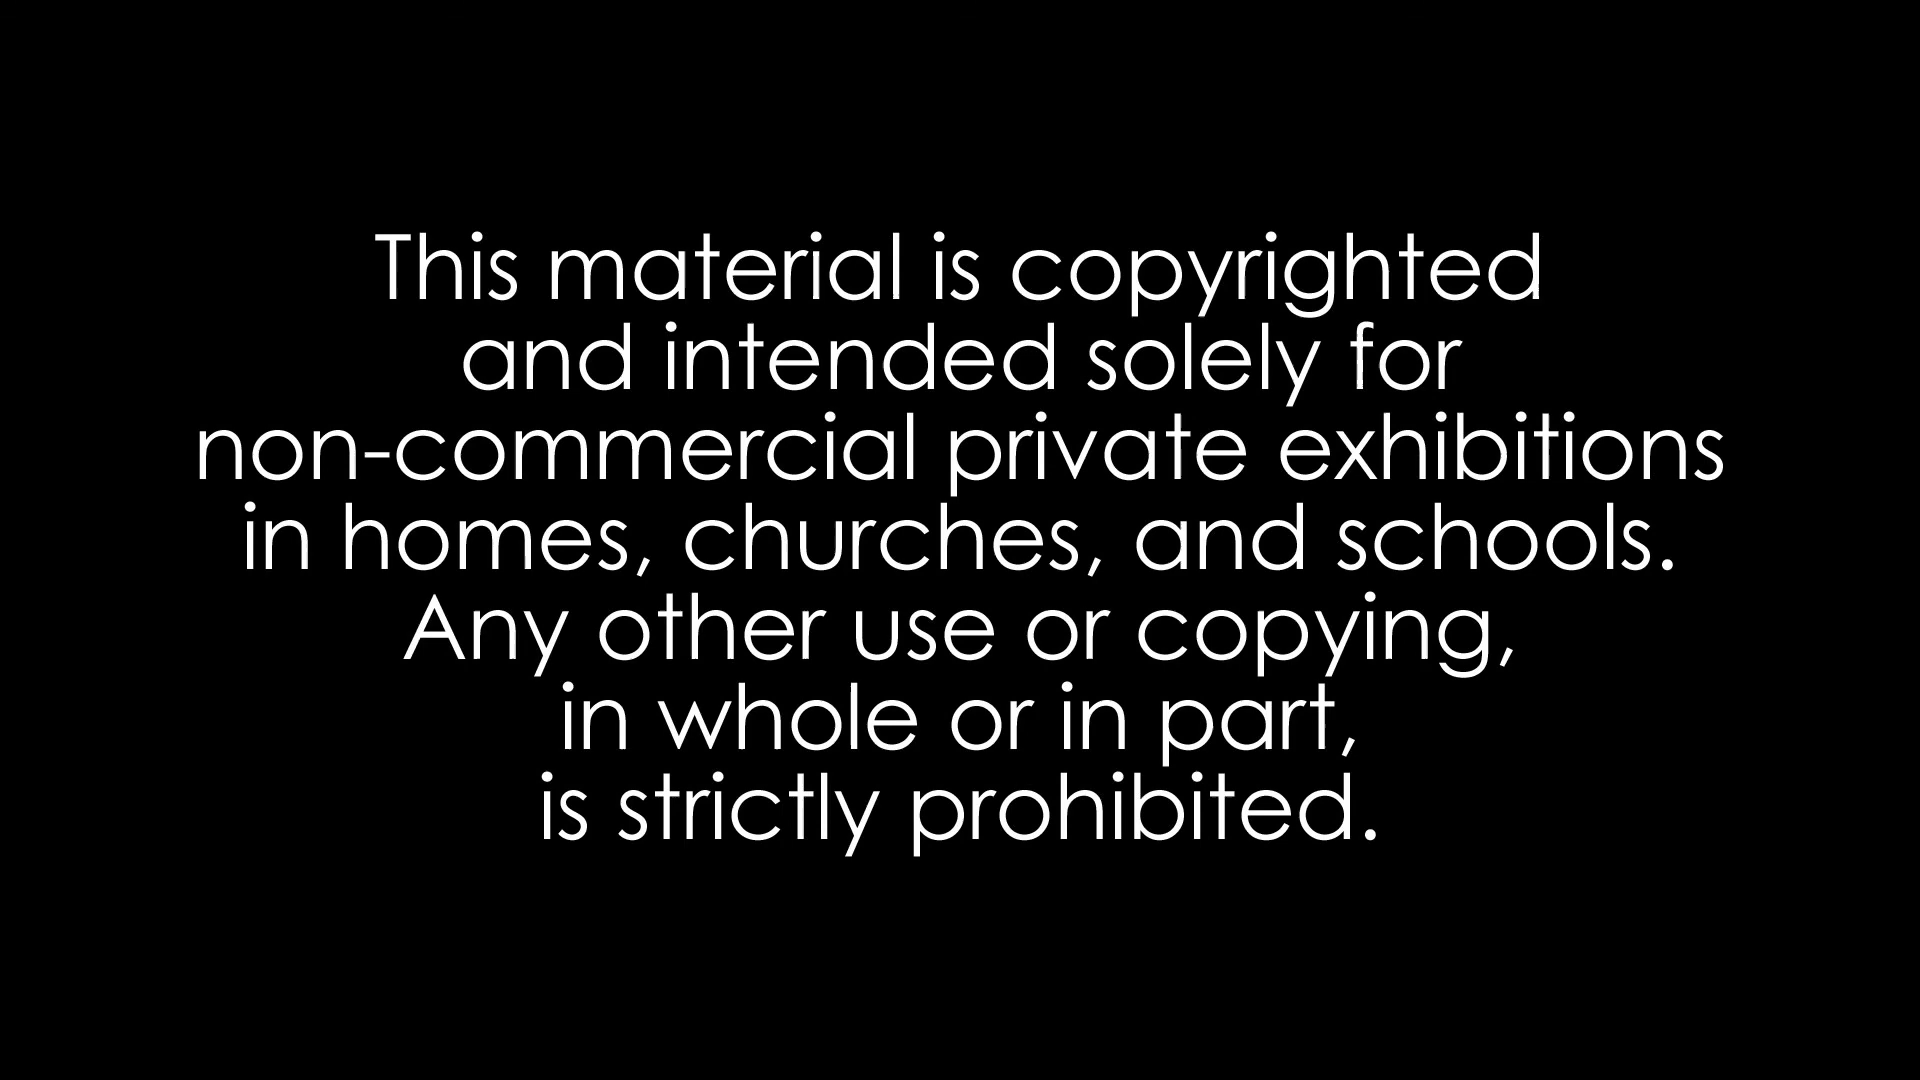 This material is copyrighted
and intended solely for
non-commercial private exhibitions
in homes, churches, and schools.
Any other use or copying,
in whole or in part,
is strictly prohibited.